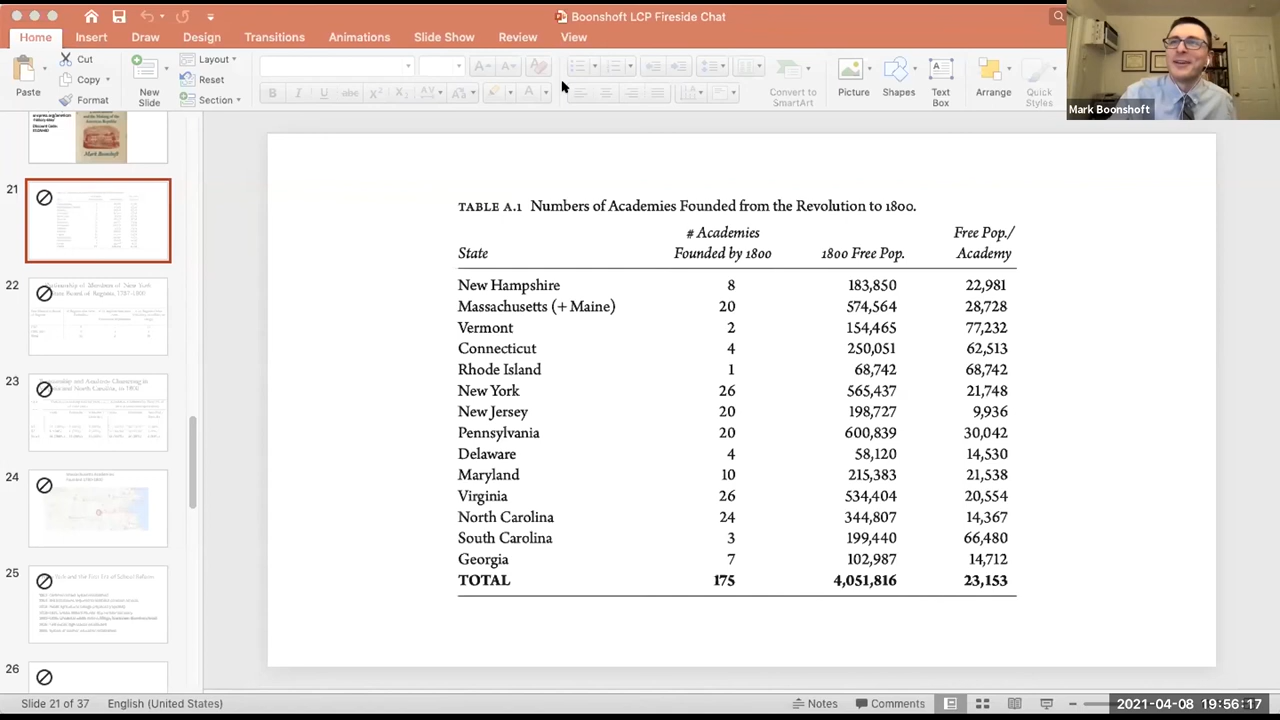 Boonshoft LCP Fireside Chat
Home Insert Draw Design Transitions Animations Slide Show Review View
Paste
Cut
Copy
Format
New Slide
Layout
Reset
Section
Convert to SmartArt
Picture
Shapes
Text Box
Arrange
Quick Styles
Mark Boonshoft
Mark Boonshoft
21
22
23
24
25
26
TABLE A.1 Numbers of Academies Founded from the Revolution to 1800.
State # Academies Founded by 1800 1800 Free Pop. Free Pop./ Academy
New Hampshire 8 183,850 22,981
Massachusetts (+ Maine) 20 574,564 28,728
Vermont 2 154,465 77,232
Connecticut 4 250,051 62,513
Rhode Island 1 68,742 68,742
New York 26 565,437 21,748
New Jersey 20 198,727 9,936
Pennsylvania 20 600,839 30,042
Delaware 4 58,120 14,530
Maryland 10 215,383 21,538
Virginia 26 534,404 20,554
North Carolina 24 344,807 14,367
South Carolina 3 199,440 66,480
Georgia 7 102,987 14,712
TOTAL 175 4,051,816 23,153
Slide 21 of 37 English (United States) Notes Comments
2021-04-08 19:56:17